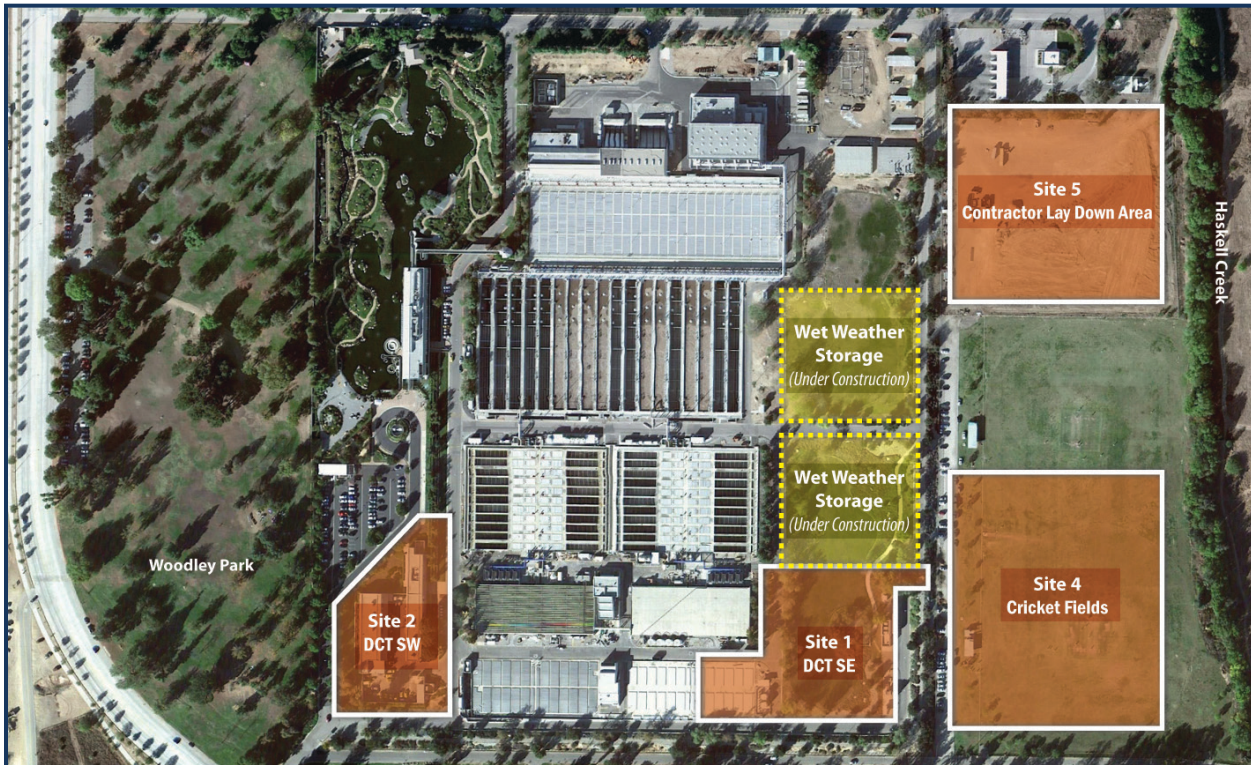 Site 5
Contractor Lay Down Area
Haskell Creek
Wet Weather
Storage
(Under Construction)
Wet Weather
Storage
(Under Construction)
Woodley Park
Site 2
DCT SW
Site 1
DCT SE
Site 4
Cricket Fields